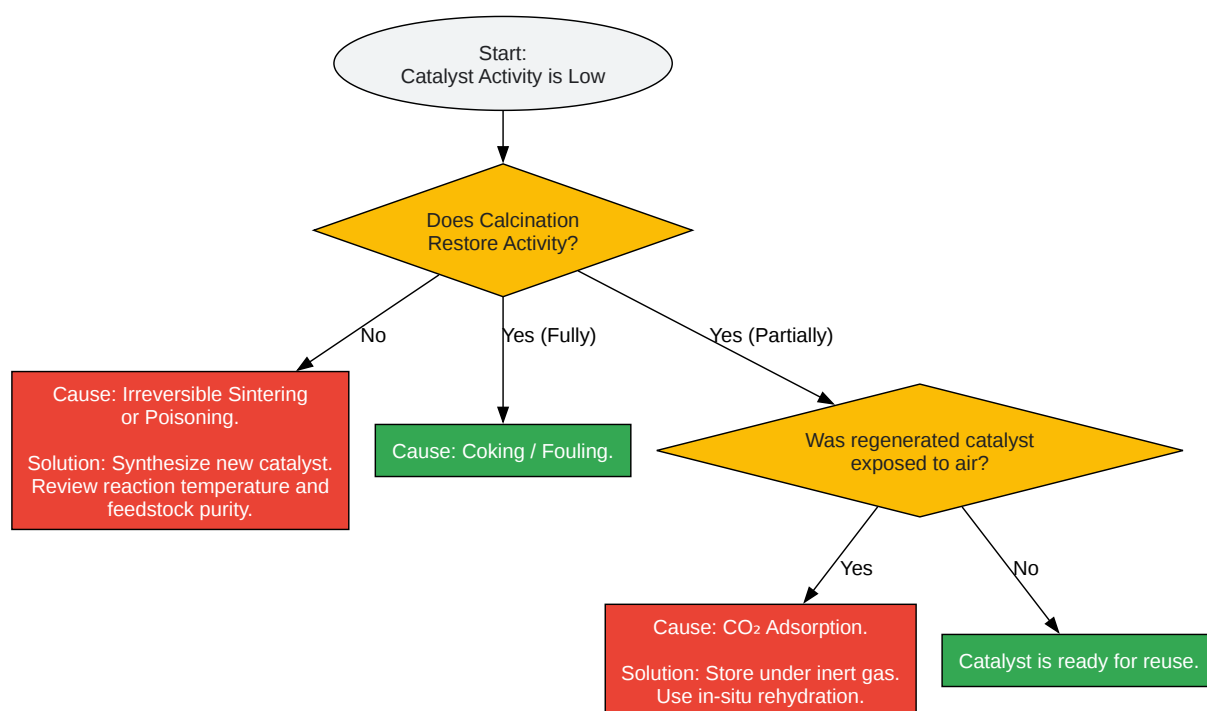 Start:
Catalyst Activity is Low
Does Calcination
Restore Activity?
No
Yes (Fully)
Yes (Partially)
Cause: Irreversible Sintering
or Poisoning.
Solution: Synthesize new catalyst.
Review reaction temperature and
feedstock purity.
Cause: Coking / Fouling.
Was regenerated catalyst
exposed to air?
Yes
No
Cause: CO₂ Adsorption.
Solution: Store under inert gas.
Use in-situ rehydration.
Catalyst is ready for reuse.